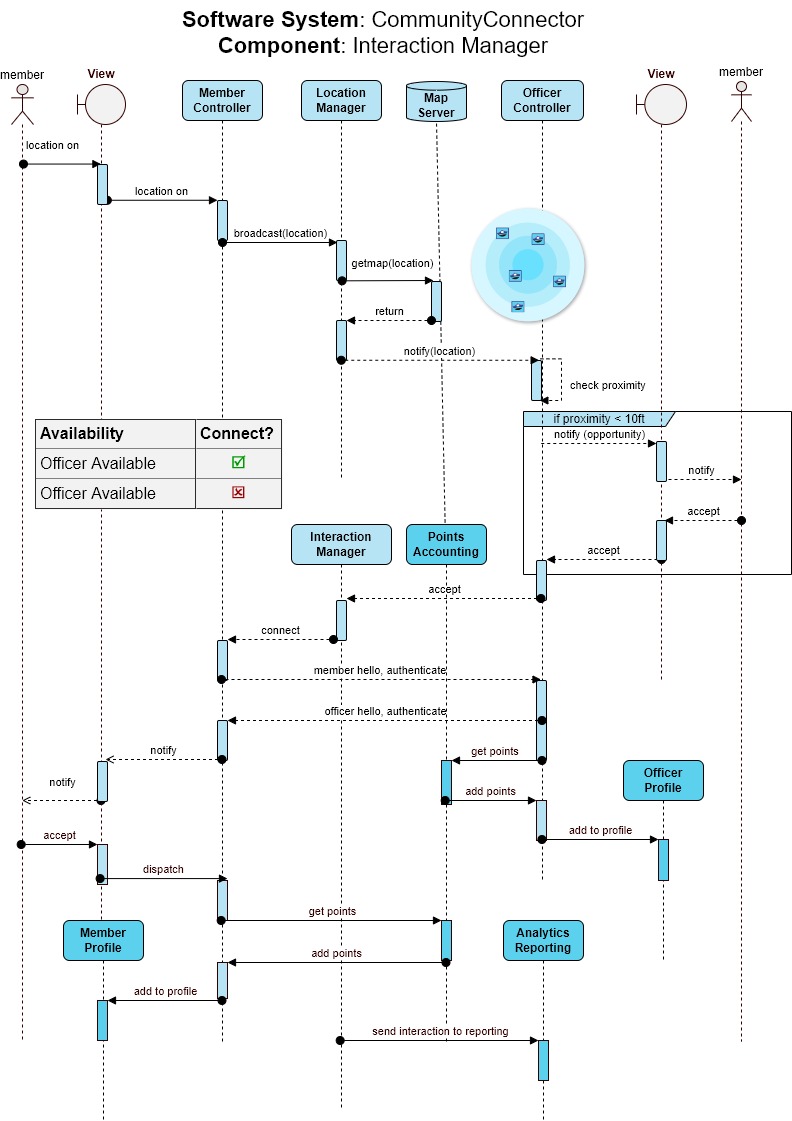 Software System: CommunityConnector
Component: Interaction Manager
member
View
Member
Controller
Location
Manager
Map
Server
Officer
Controller
View
member
location on
location on
broadcast(location)
getmap(location)
return
notify(location)
check proximity
if proximity < 10ft
notify (opportunity)
notify
accept
accept
Availability Connect?
Officer Available
Officer Available
Interaction
Manager
Points
Accounting
accept
connect
member hello, authenticate
officer hello, authenticate
notify
get points
notify
add points
Officer
Profile
accept
add to profile
dispatch
get points
Member
Profile
Analytics
Reporting
add points
add to profile
send interaction to reporting